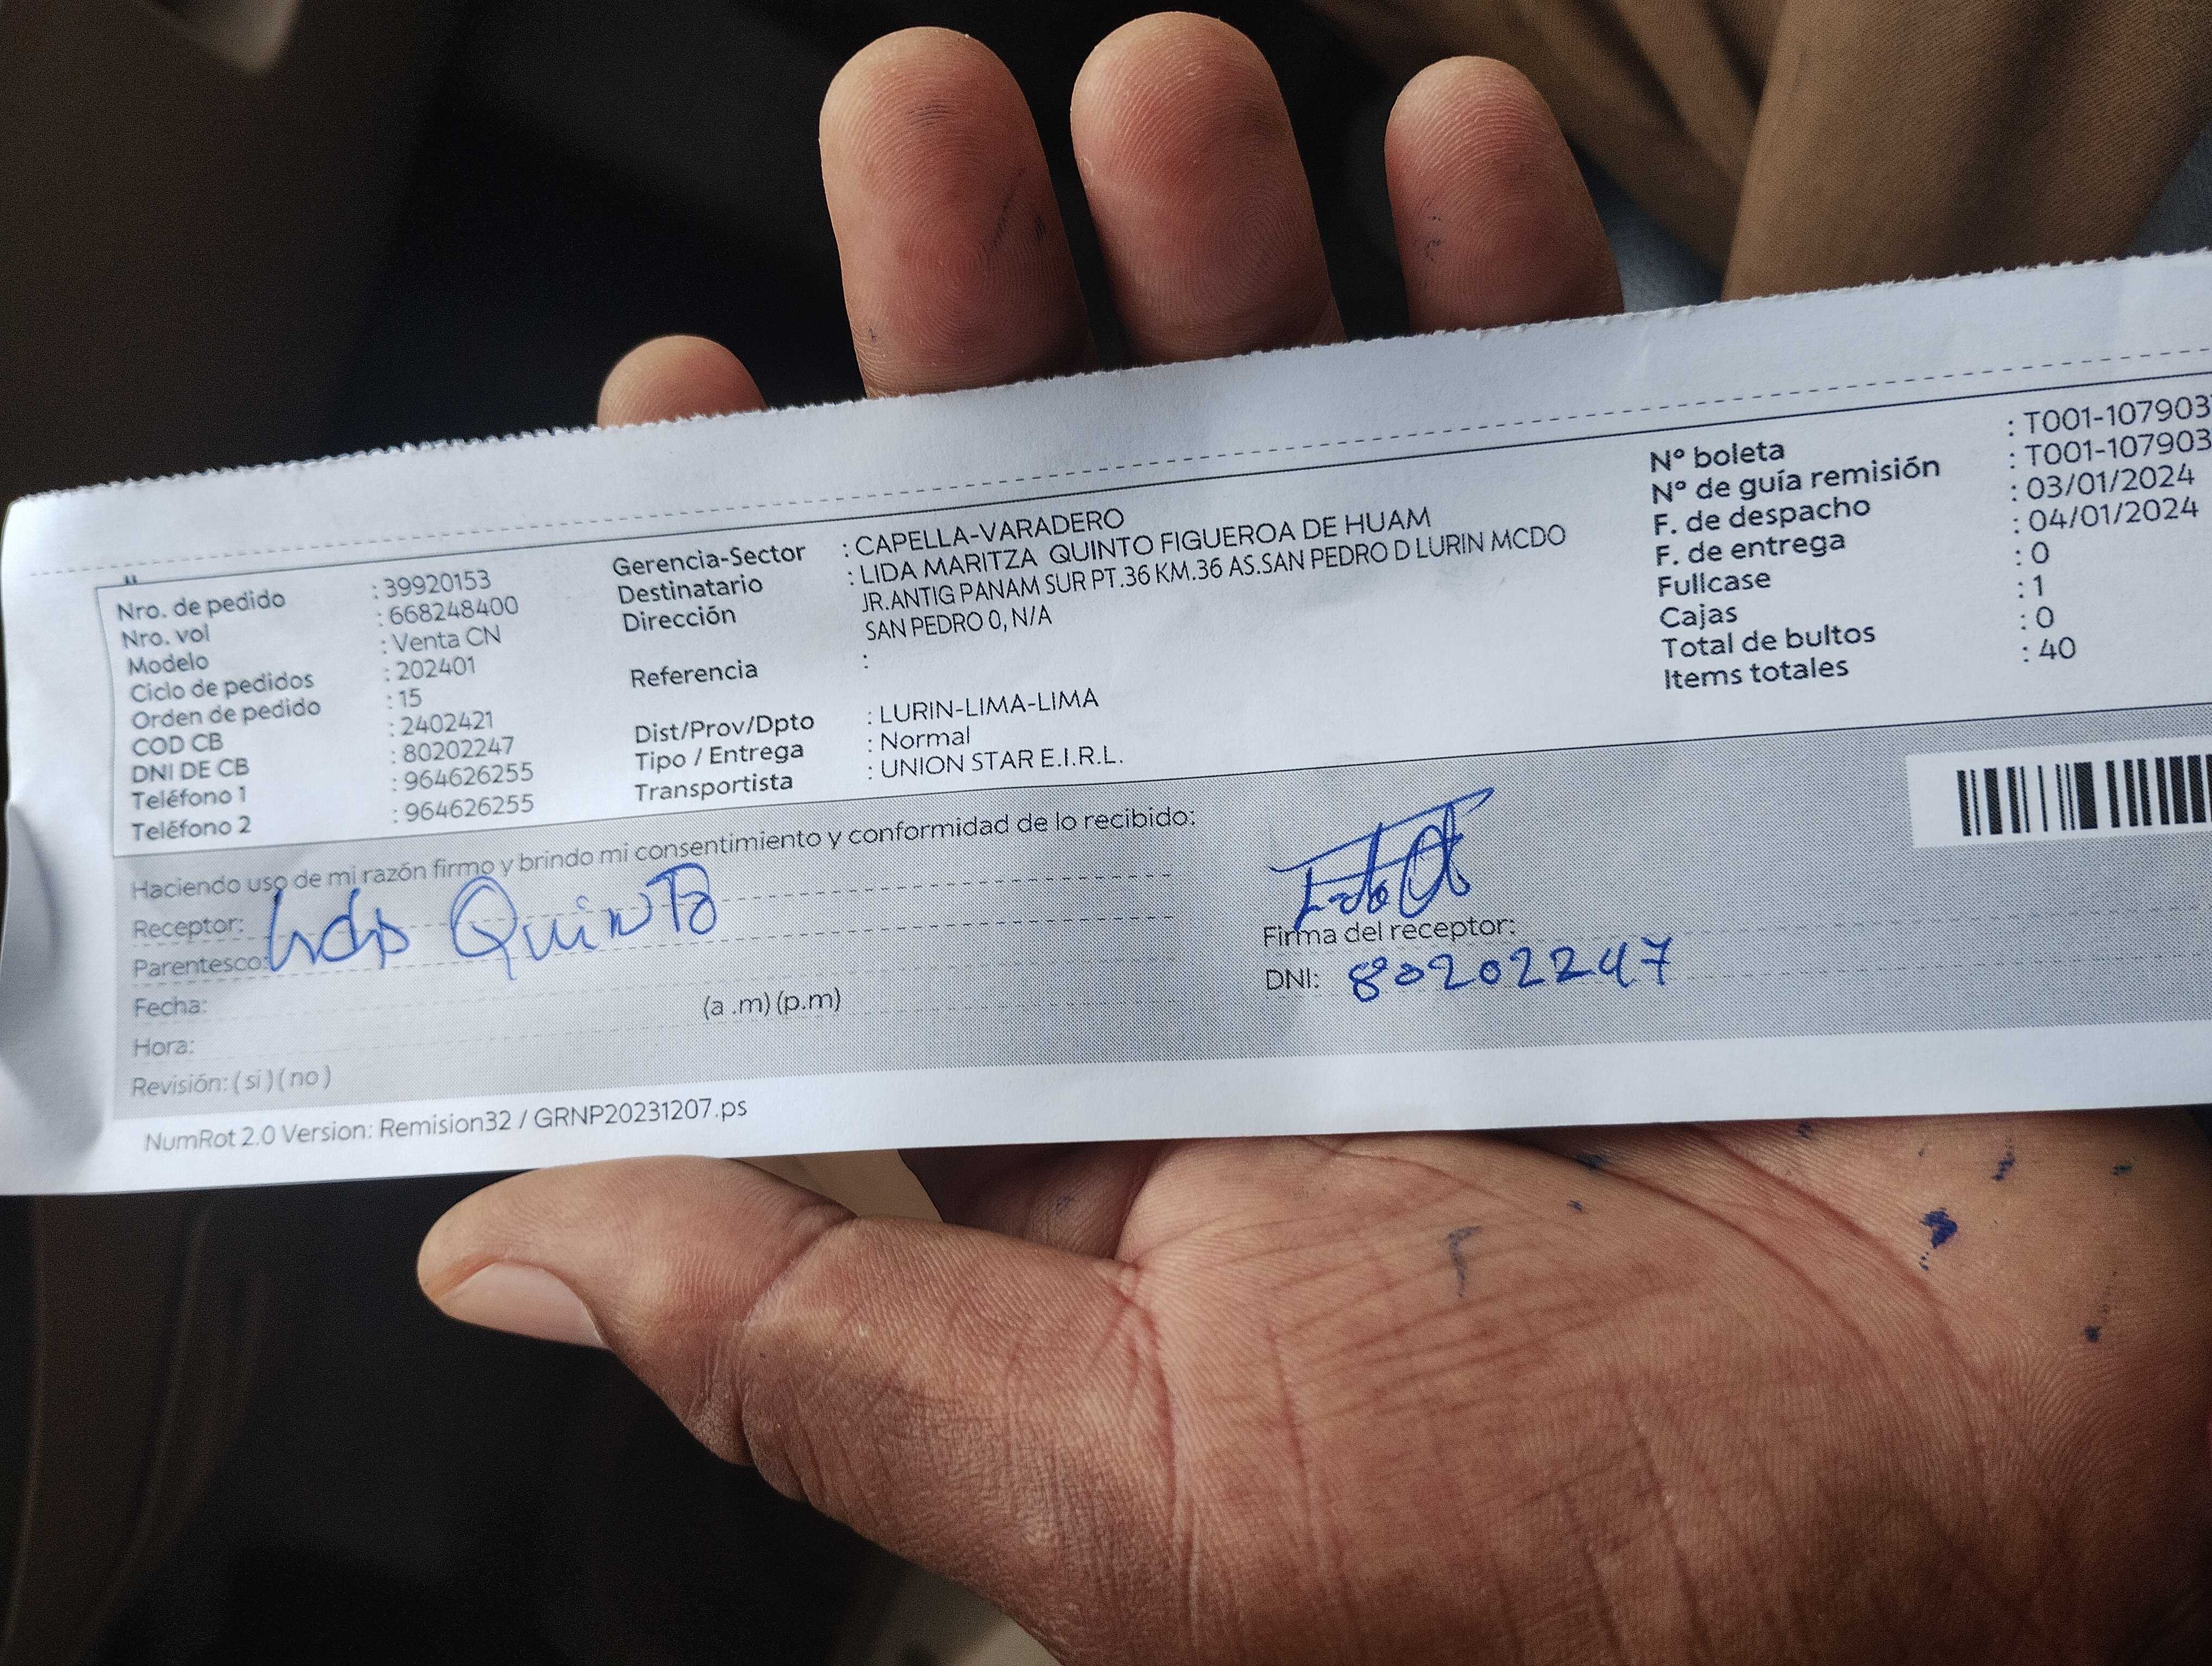 Nro. de pedido : 39920153
Nro. vol : 668248400
Modelo : Venta CN
Ciclo de pedidos : 202401
Orden de pedido : 15
COD CB : 2402421
DNI DE CB : 80202247
Teléfono 1 : 964626255
Teléfono 2 : 964626255
Gerencia-Sector : CAPELLA-VARADERO
Destinatario : LIDA MARITZA QUINTO FIGUEROA DE HUAM
Dirección JR.ANTIG PANAM SUR PT.36 KM.36 AS.SAN PEDRO D LURIN MCDO
SAN PEDRO 0, N/A
Referencia :
Dist/Prov/Dpto : LURIN-LIMA-LIMA
Tipo / Entrega : Normal
Transportista : UNION STAR E.I.R.L.
Nº boleta : T001-107903
Nº de guía remisión : T001-107903
F. de despacho : 03/01/2024
F. de entrega : 04/01/2024
Fullcase : 0
Cajas : 1
Total de bultos : 0
Items totales : 40
Haciendo uso de mi razón firmo y brindo mi consentimiento y conformidad de lo recibido:
Receptor: Lida Quinto
Parentesco:
Fecha:
Hora: (a .m) (p.m)
Revisión: ( si ) ( no )
Firma del receptor:
DNI: 80202247
NumRot 2.0 Version: Remision32 / GRNP20231207.ps